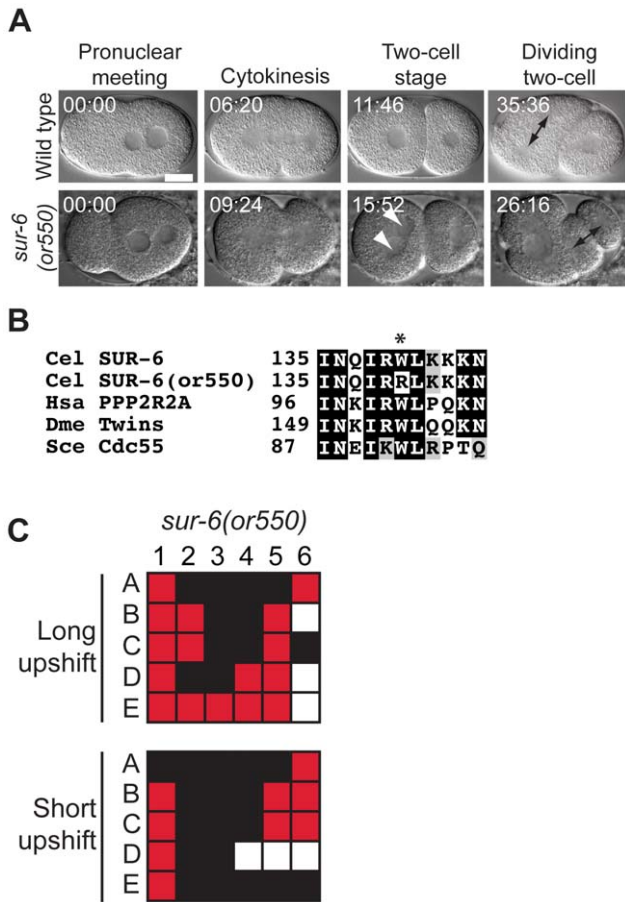 A
Pronuclear meeting
Cytokinesis
Two-cell stage
Dividing two-cell
Wild type
00:00
06:20
11:46
35:36
sur-6 (or550)
00:00
09:24
15:52
26:16
B
*
Cel SUR-6 135 INQIRWLKKKN
Cel SUR-6(or550) 135 INQIRRLKKKN
Hsa PPP2R2A 96 INKIRWLPQKN
Dme Twins 149 INKIRWLQQKN
Sce Cdc55 87 INEIKWLRPTQ
C
sur-6(or550)
1 2 3 4 5 6
Long upshift
A
B
C
D
E
Short upshift
A
B
C
D
E